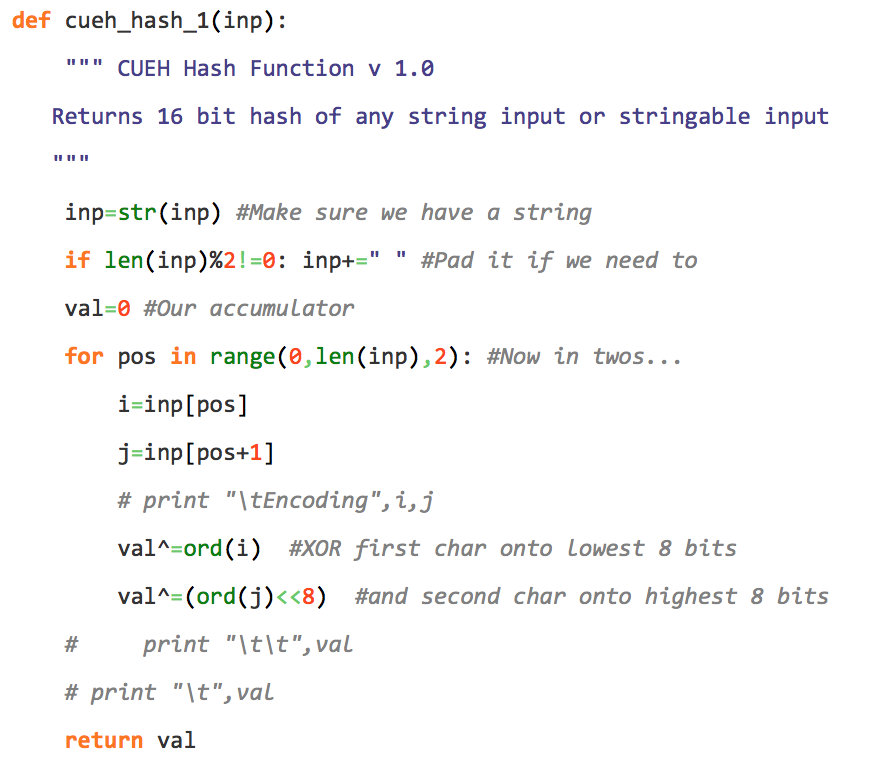 def cueh_hash_1(inp):
    """ CUEH Hash Function v 1.0
   Returns 16 bit hash of any string input or stringable input
   """
    inp=str(inp) #Make sure we have a string
    if len(inp)%2!=0: inp+=" " #Pad it if we need to
    val=0 #Our accumulator
    for pos in range(0,len(inp),2): #Now in twos...
        i=inp[pos]
        j=inp[pos+1]
        # print "\tEncoding",i,j
        val^=ord(i)  #XOR first char onto lowest 8 bits
        val^=(ord(j)<<8)  #and second char onto highest 8 bits
    #     print "\t\t",val
    # print "\t",val
    return val